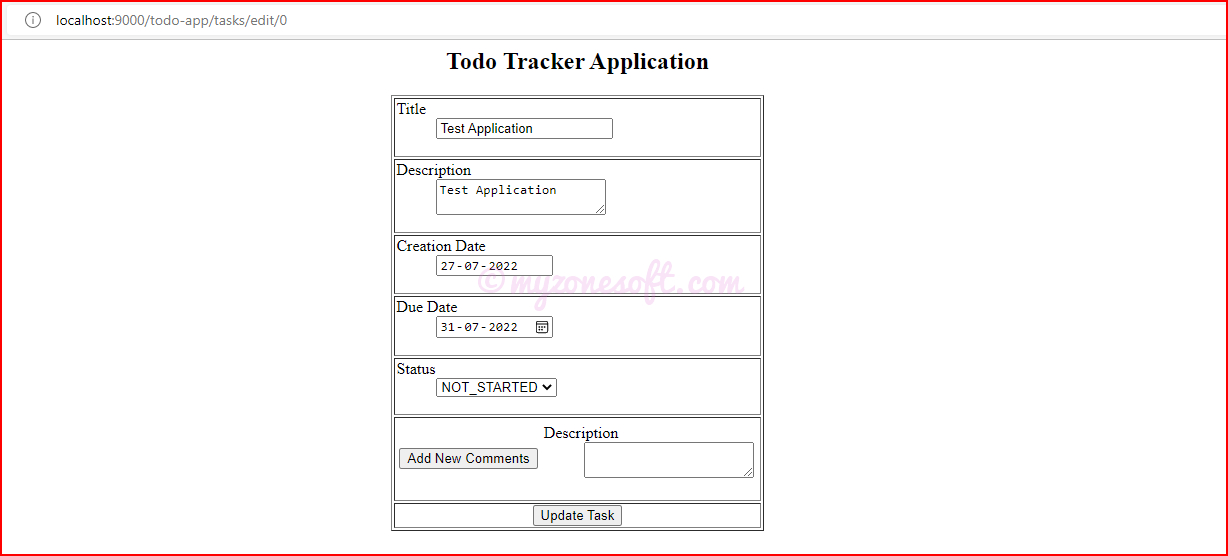 localhost:9000/todo-app/tasks/edit/0
Todo Tracker Application
Title
Test Application
Description
Test Application
Creation Date
27-07-2022
© myzonesoft.com
Due Date
31-07-2022
Status
NOT_STARTED
Description
Add New Comments
Update Task